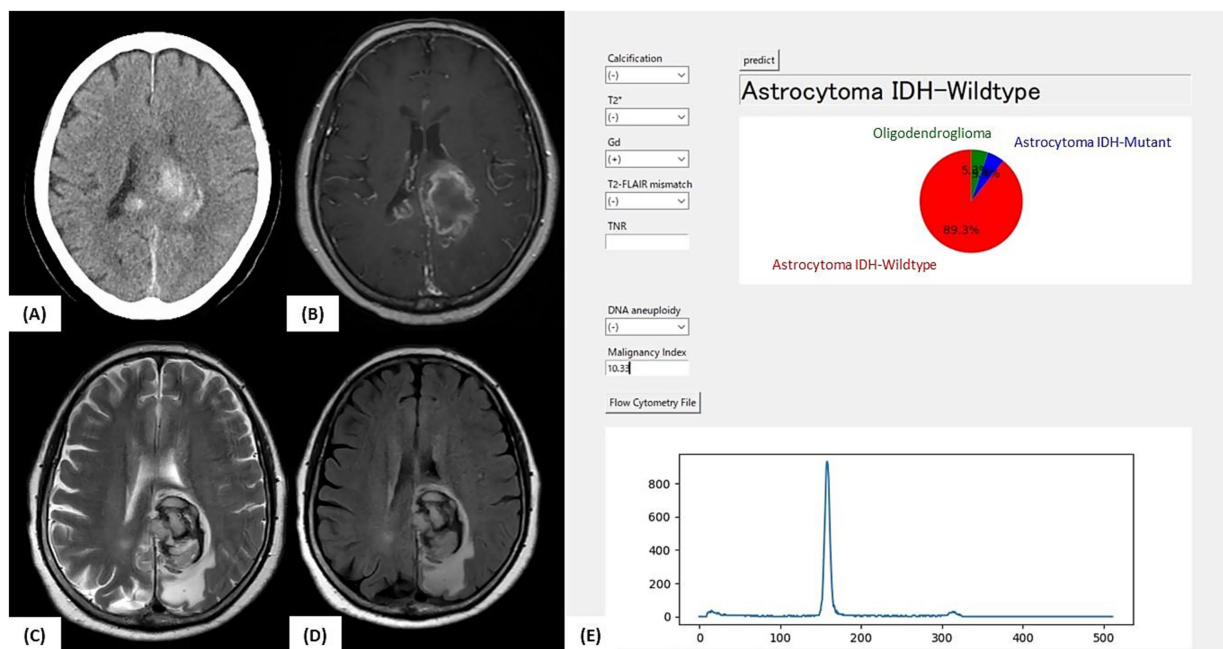 (A)
(B)
(C)
(D)
(E)
Calcification
(-)
T2*
(-)
Gd
(+)
T2-FLAIR mismatch
(-)
TNR
DNA aneuploidy
(-)
Malignancy Index
10.33
Flow Cytometry File
predict
Astrocytoma IDH-Wildtype
Oligodendroglioma
Astrocytoma IDH-Mutant
89.3%
Astrocytoma IDH-Wildtype
800
600
400
200
0
0 100 200 300 400 500